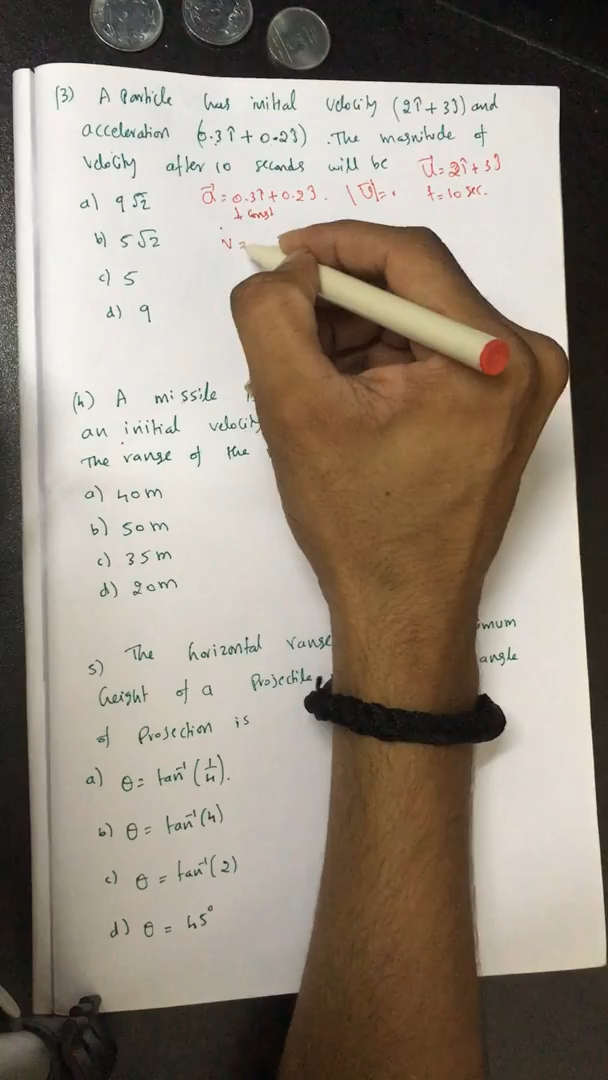 (3) A Particle has initial velocity (2î + 3ĵ) and
acceleration (0.3î + 0.2ĵ). The magnitude of
velocity after 10 seconds will be
u⃗ = 2î + 3ĵ
a) 9√2
a⃗ = 0.3î + 0.2ĵ. |v⃗| = . t = 10 sec.
↓ const
b) 5√2
v =
c) 5
d) 9
(4) A missile
an initial velocity
The range of the
a) 40m
b) 50m
c) 35m
d) 20m
5) The horizontal range
angle
height of a Projectile
of Projection is
a) θ = tan⁻¹(1/4).
b) θ = tan⁻¹(4)
c) θ = tan⁻¹(2)
d) θ = 45°